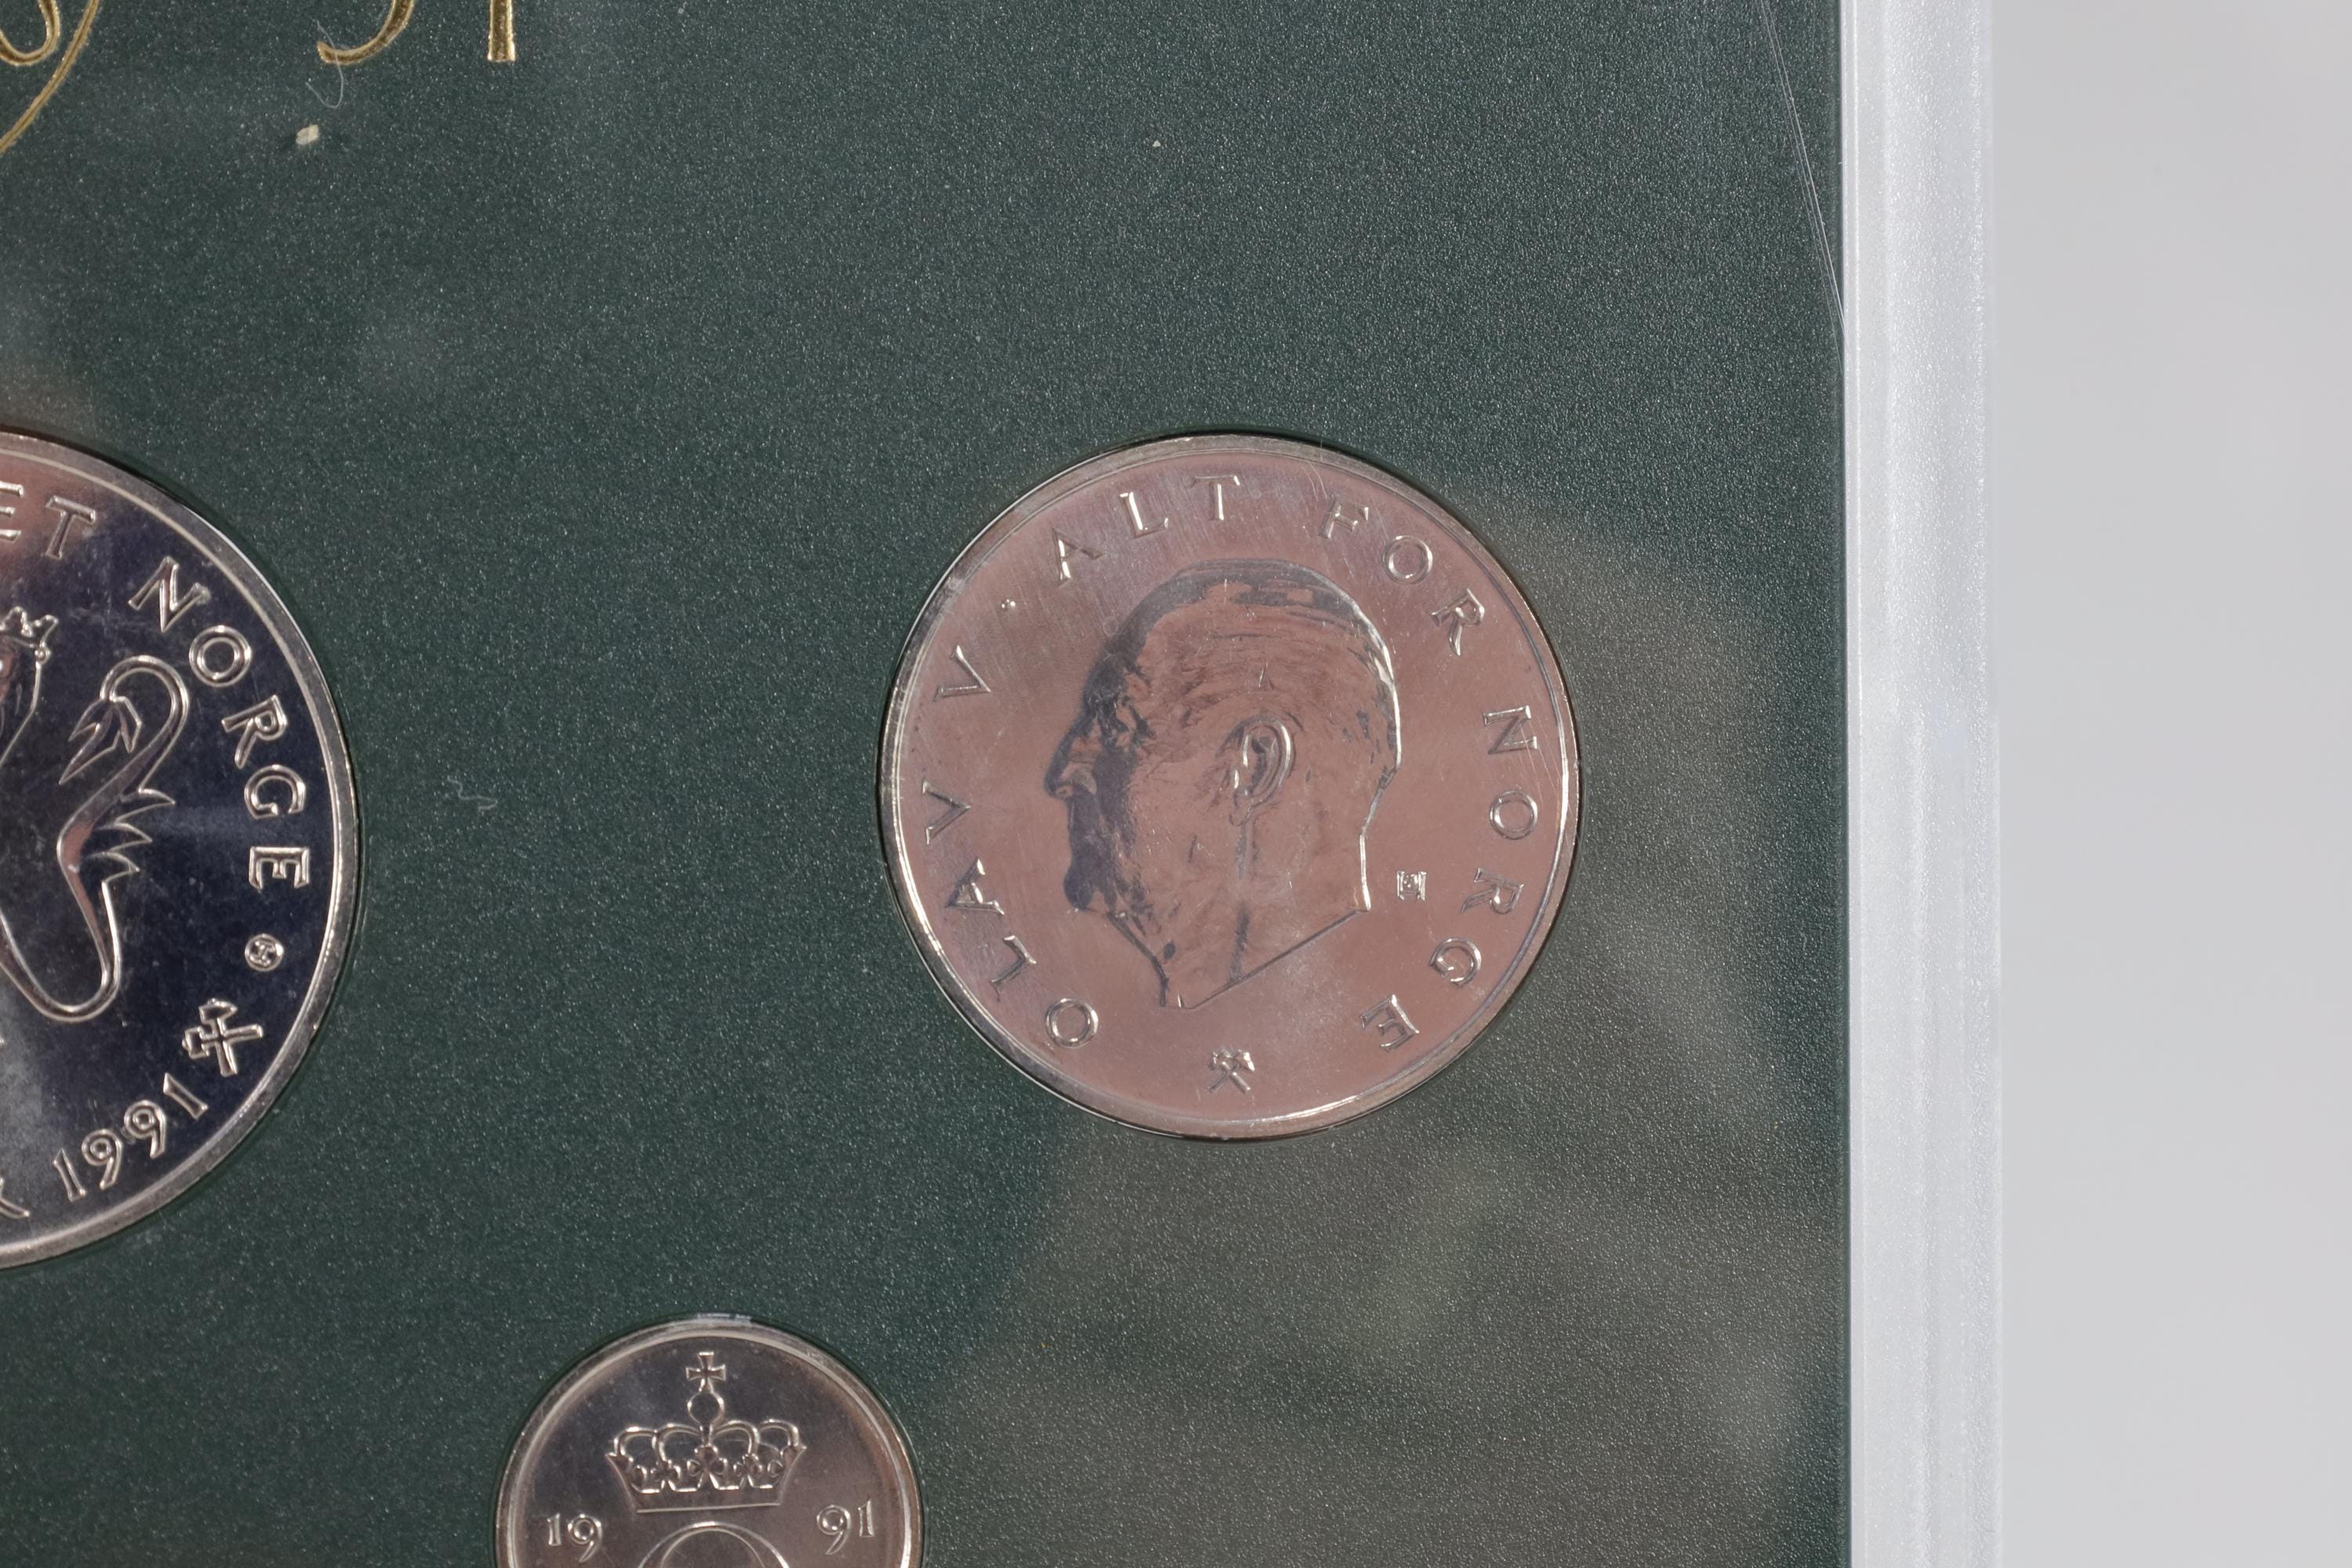 ET NORGE
1991
OLAV V · ALT FOR NORGE
19 91